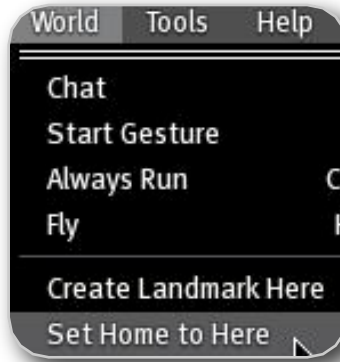 World Tools Help
Chat
Start Gesture
Always Run C
Fly
Create Landmark Here
Set Home to Here